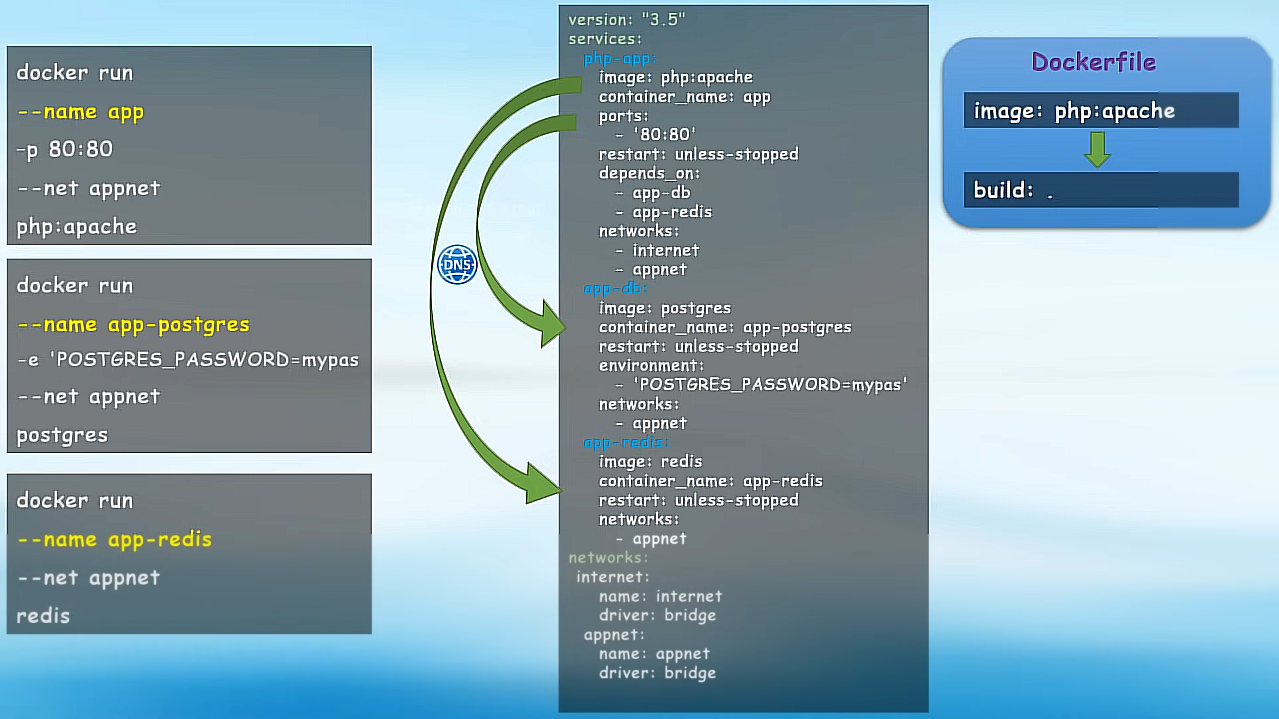 docker run
--name app
-p 80:80
--net appnet
php:apache
docker run
--name app-postgres
-e 'POSTGRES_PASSWORD=mypas
--net appnet
postgres
docker run
--name app-redis
--net appnet
redis
DNS
version: "3.5"
services:
php-app:
image: php:apache
container_name: app
ports:
- '80:80'
restart: unless-stopped
depends_on:
- app-db
- app-redis
networks:
- internet
- appnet
app-db:
image: postgres
container_name: app-postgres
restart: unless-stopped
environment:
- 'POSTGRES_PASSWORD=mypas'
networks:
- appnet
app-redis:
image: redis
container_name: app-redis
restart: unless-stopped
networks:
- appnet
networks:
internet:
name: internet
driver: bridge
appnet:
name: appnet
driver: bridge
Dockerfile
image: php:apache
build: .